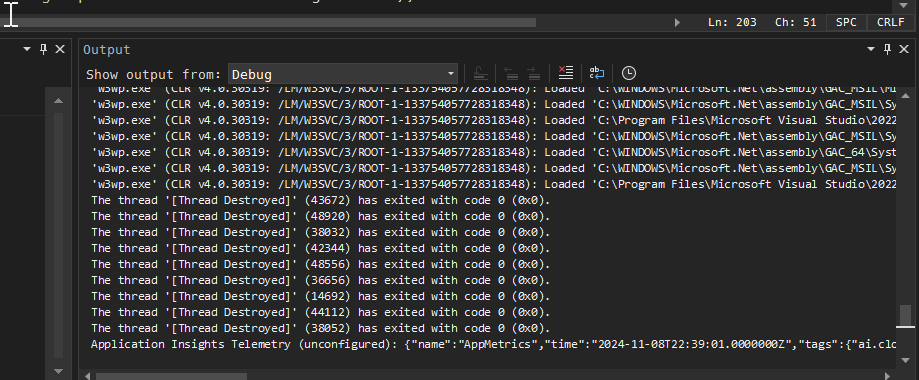 Ln: 203 Ch: 51 SPC CRLF
Output
Show output from: Debug
'w3wp.exe' (CLR v4.0.30319: /LM/W3SVC/3/ROOT-1-133754057728318348): Loaded 'C:\WINDOWS\Microsoft.Net\assembly\GAC_MSIL\Mi
'w3wp.exe' (CLR v4.0.30319: /LM/W3SVC/3/ROOT-1-133754057728318348): Loaded 'C:\WINDOWS\Microsoft.Net\assembly\GAC_MSIL\Sy
'w3wp.exe' (CLR v4.0.30319: /LM/W3SVC/3/ROOT-1-133754057728318348): Loaded 'C:\Program Files\Microsoft Visual Studio\2022
'w3wp.exe' (CLR v4.0.30319: /LM/W3SVC/3/ROOT-1-133754057728318348): Loaded 'C:\WINDOWS\Microsoft.Net\assembly\GAC_MSIL\Sy
'w3wp.exe' (CLR v4.0.30319: /LM/W3SVC/3/ROOT-1-133754057728318348): Loaded 'C:\WINDOWS\Microsoft.Net\assembly\GAC_64\Syst
'w3wp.exe' (CLR v4.0.30319: /LM/W3SVC/3/ROOT-1-133754057728318348): Loaded 'C:\WINDOWS\Microsoft.Net\assembly\GAC_MSIL\Sy
'w3wp.exe' (CLR v4.0.30319: /LM/W3SVC/3/ROOT-1-133754057728318348): Loaded 'C:\Program Files\Microsoft Visual Studio\2022
The thread '[Thread Destroyed]' (43672) has exited with code 0 (0x0).
The thread '[Thread Destroyed]' (48920) has exited with code 0 (0x0).
The thread '[Thread Destroyed]' (38032) has exited with code 0 (0x0).
The thread '[Thread Destroyed]' (42344) has exited with code 0 (0x0).
The thread '[Thread Destroyed]' (48556) has exited with code 0 (0x0).
The thread '[Thread Destroyed]' (36656) has exited with code 0 (0x0).
The thread '[Thread Destroyed]' (14692) has exited with code 0 (0x0).
The thread '[Thread Destroyed]' (44112) has exited with code 0 (0x0).
The thread '[Thread Destroyed]' (38052) has exited with code 0 (0x0).
Application Insights Telemetry (unconfigured): {"name":"AppMetrics","time":"2024-11-08T22:39:01.0000000Z","tags":{"ai.clo